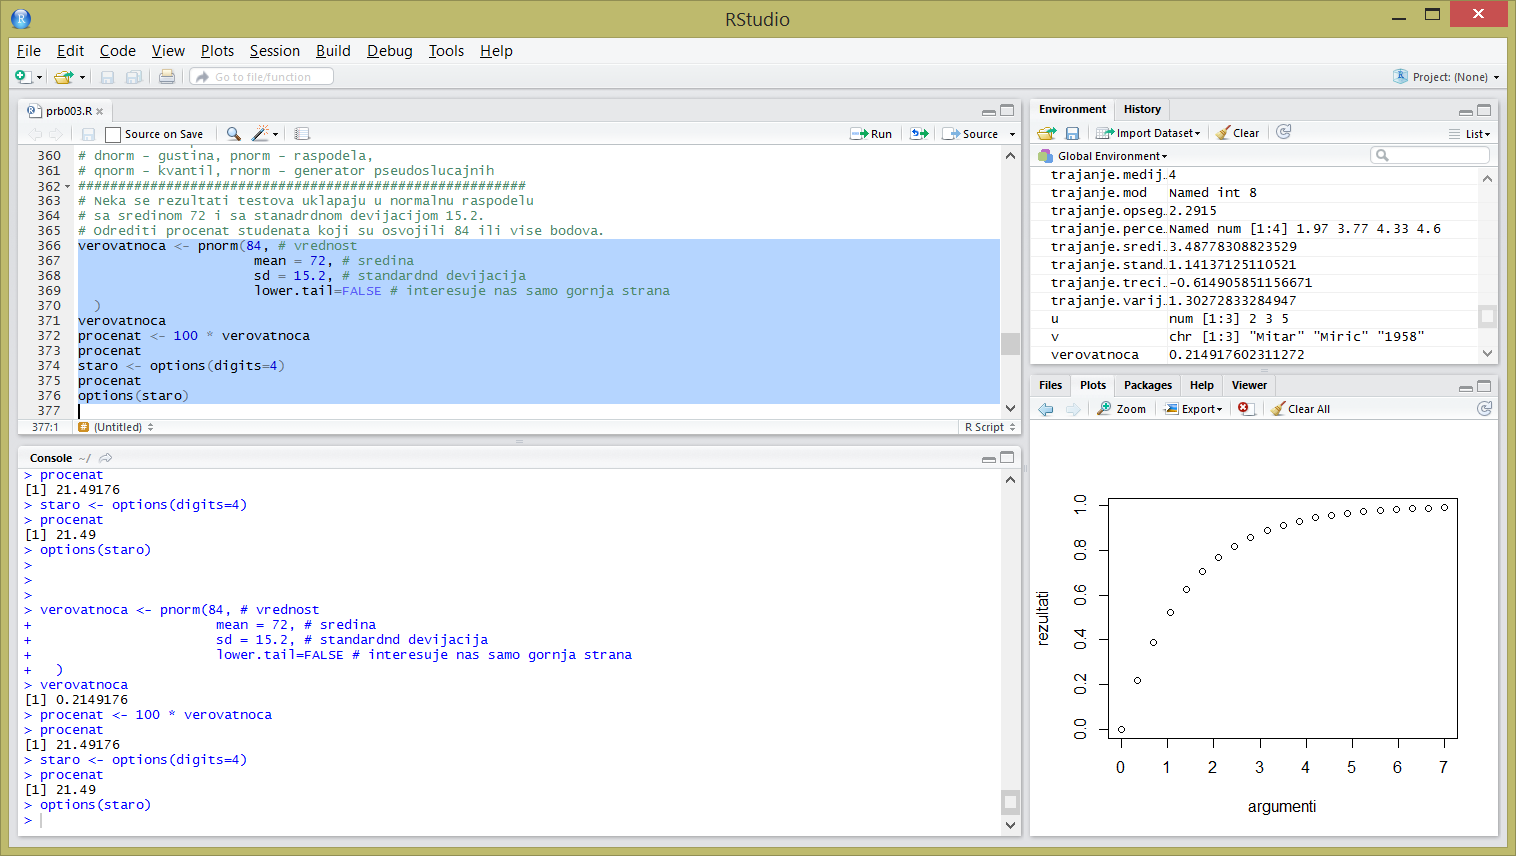 RStudio
File Edit Code View Plots Session Build Debug Tools Help
Go to file/function
Project: (None)
prb003.R
Source on Save
Run
Source
360 # dnorm - gustina, pnorm - raspodela,
361 # qnorm - kvantil, rnorm - generator pseudoslucajnih
362 ########################################################
363 # Neka se rezultati testova uklapaju u normalnu raspodelu
364 # sa sredinom 72 i sa stanadrdnom devijacijom 15.2.
365 # Odrediti procenat studenata koji su osvojili 84 ili vise bodova.
366 verovatnoca <- pnorm(84, # vrednost
367 mean = 72, # sredina
368 sd = 15.2, # standardnd devijacija
369 lower.tail=FALSE # interesuje nas samo gornja strana
370 )
371 verovatnoca
372 procenat <- 100 * verovatnoca
373 procenat
374 staro <- options(digits=4)
375 procenat
376 options(staro)
377
377:1 # (Untitled) R Script
Console ~/
> procenat
[1] 21.49176
> staro <- options(digits=4)
> procenat
[1] 21.49
> options(staro)
>
>
>
> verovatnoca <- pnorm(84, # vrednost
+ mean = 72, # sredina
+ sd = 15.2, # standardnd devijacija
+ lower.tail=FALSE # interesuje nas samo gornja strana
+ )
> verovatnoca
[1] 0.2149176
> procenat <- 100 * verovatnoca
> procenat
[1] 21.49176
> staro <- options(digits=4)
> procenat
[1] 21.49
> options(staro)
>
Environment History
Import Dataset Clear List
Global Environment
trajanje.medij… 4
trajanje.mod Named int 8
trajanje.opseg… 2.2915
trajanje.perce… Named num [1:4] 1.97 3.77 4.33 4.6
trajanje.sredi… 3.48778308823529
trajanje.stand… 1.14137125110521
trajanje.treci… -0.614905851156671
trajanje.varij… 1.30272833284947
u num [1:3] 2 3 5
v chr [1:3] "Mitar" "Miric" "1958"
verovatnoca 0.214917602311272
Files Plots Packages Help Viewer
Zoom Export Clear All
rezultati
1.0
0.8
0.6
0.4
0.2
0.0
0 1 2 3 4 5 6 7
argumenti